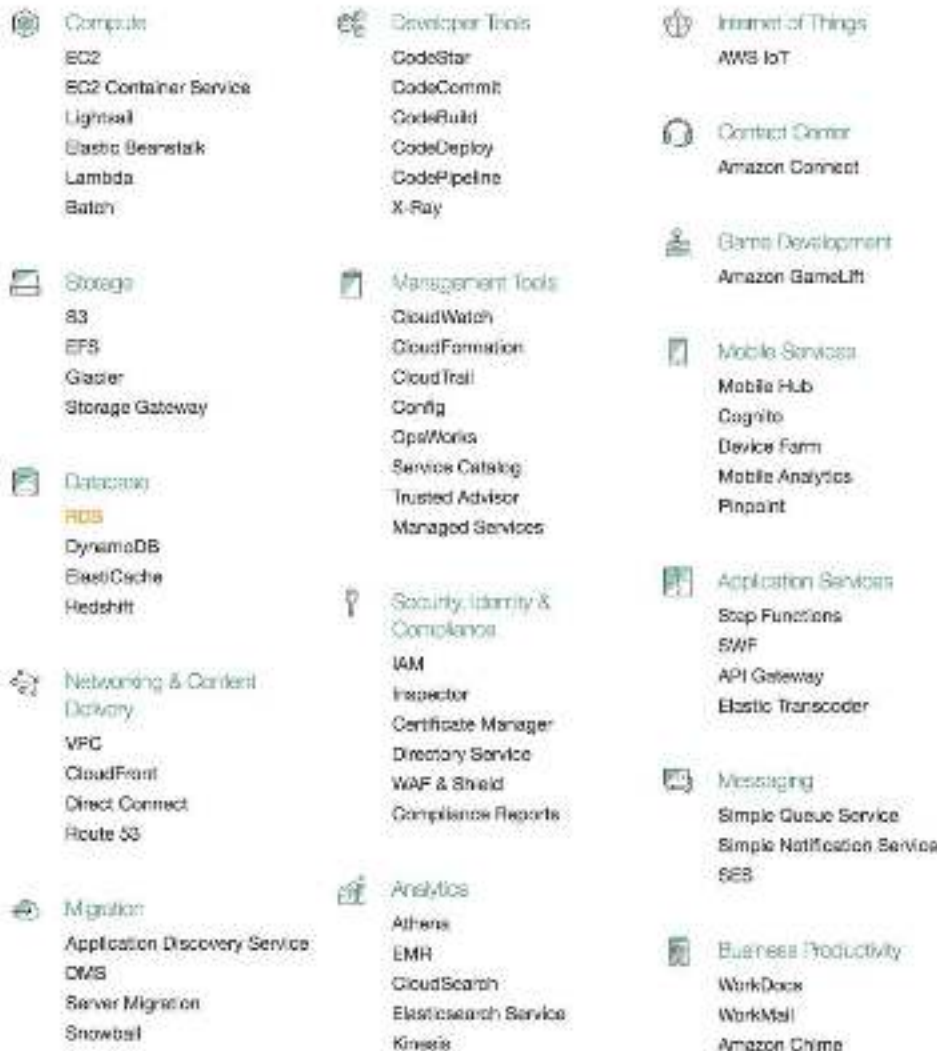 Compute
EC2
EC2 Container Service
Lightsail
Elastic Beanstalk
Lambda
Batch
Storage
S3
EFS
Glacier
Storage Gateway
Database
RDS
DynamoDB
ElastiCache
Redshift
Networking & Content
Delivery
VPC
CloudFront
Direct Connect
Route 53
Migration
Application Discovery Service
DMS
Server Migration
Snowball
Developer Tools
CodeStar
CodeCommit
CodeBuild
CodeDeploy
CodePipeline
X-Ray
Management Tools
CloudWatch
CloudFormation
CloudTrail
Config
OpsWorks
Service Catalog
Trusted Advisor
Managed Services
Security, Identity &
Compliance
IAM
Inspector
Certificate Manager
Directory Service
WAF & Shield
Compliance Reports
Analytics
Athena
EMR
CloudSearch
Elasticsearch Service
Kinesis
Internet of Things
AWS IoT
Contact Center
Amazon Connect
Game Development
Amazon GameLift
Mobile Services
Mobile Hub
Cognito
Device Farm
Mobile Analytics
Pinpoint
Application Services
Step Functions
SWF
API Gateway
Elastic Transcoder
Messaging
Simple Queue Service
Simple Notification Service
SES
Business Productivity
WorkDocs
WorkMail
Amazon Chime